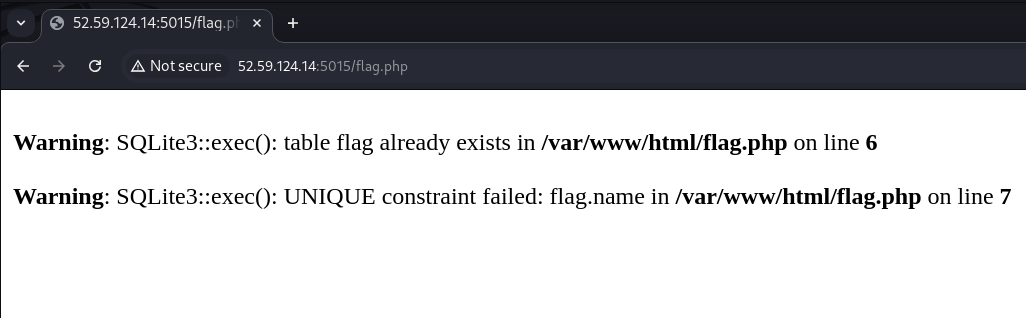 52.59.124.14:5015/flag.ph
Not secure 52.59.124.14:5015/flag.php
Warning: SQLite3::exec(): table flag already exists in /var/www/html/flag.php on line 6
Warning: SQLite3::exec(): UNIQUE constraint failed: flag.name in /var/www/html/flag.php on line 7